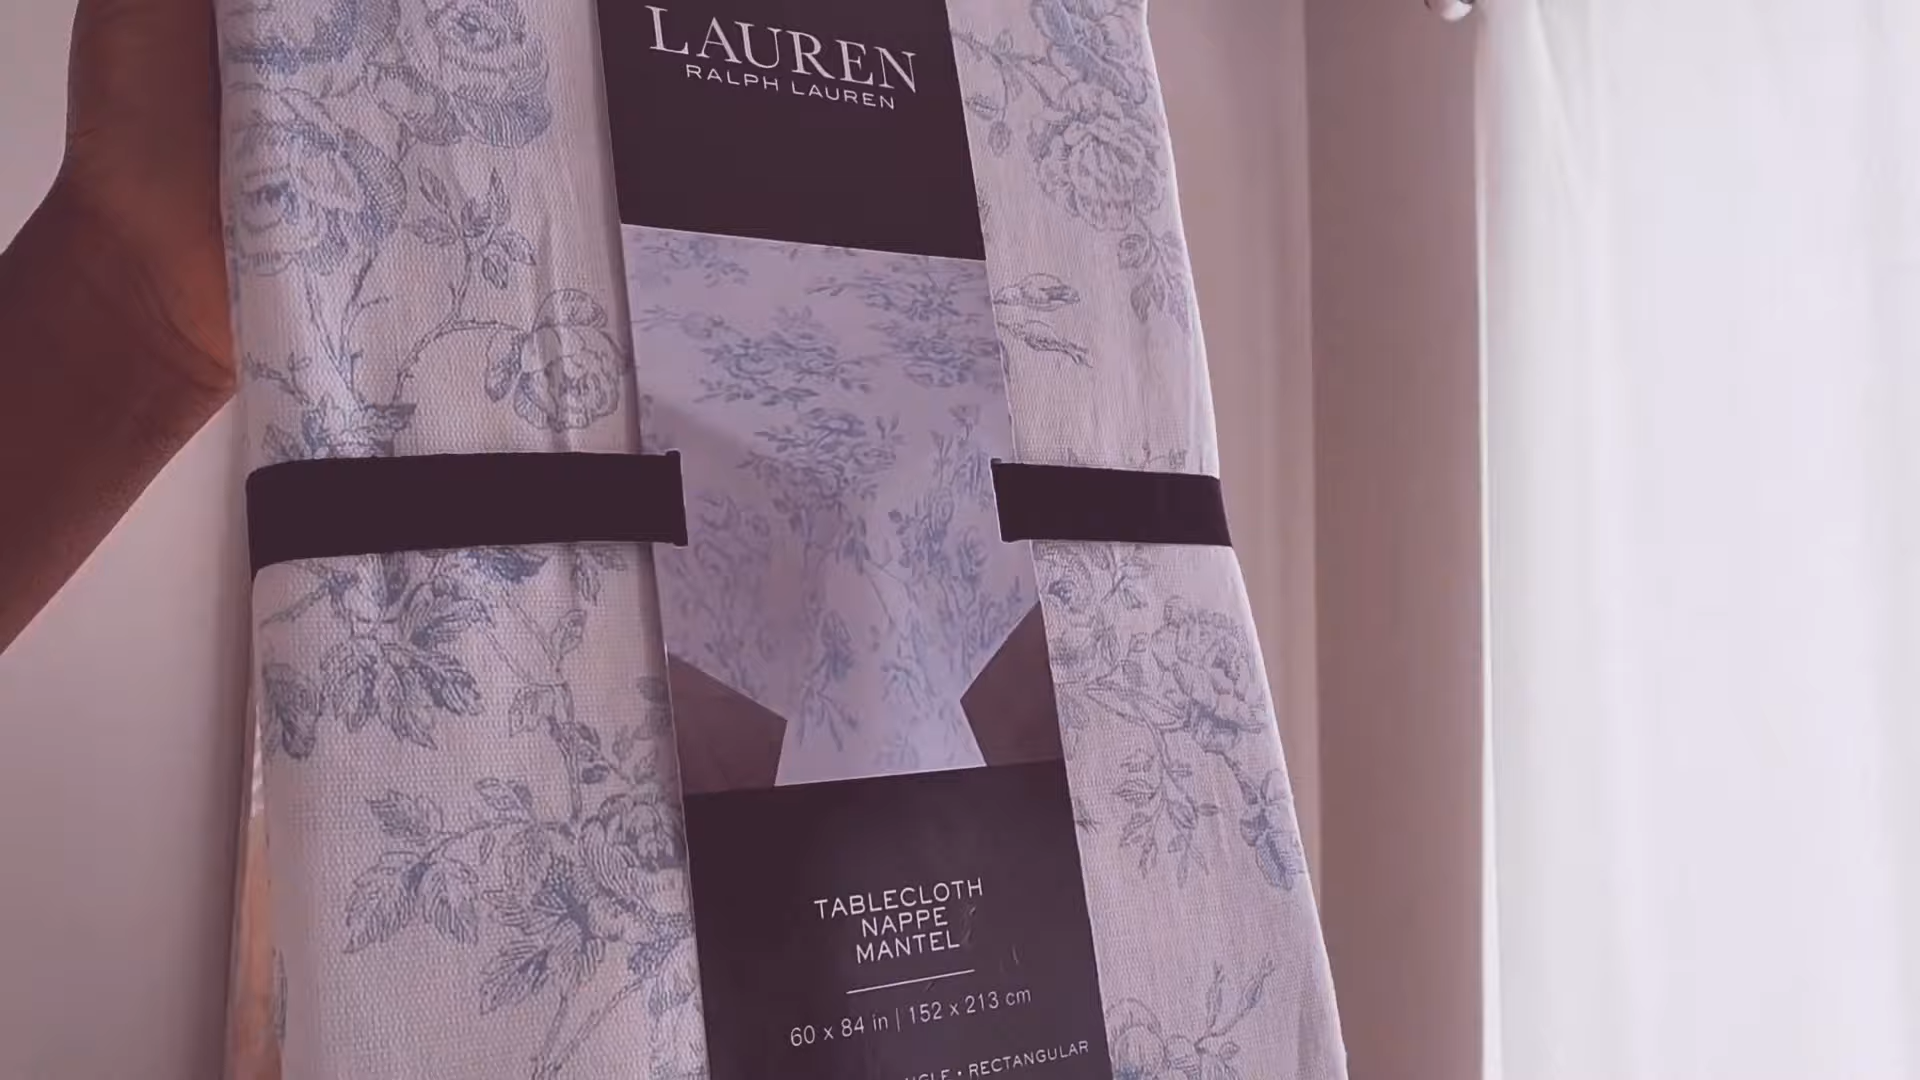 LAUREN
RALPH LAUREN
TABLECLOTH
NAPPE
MANTEL
60 x 84 in | 152 x 213 cm
• RECTANGULAR